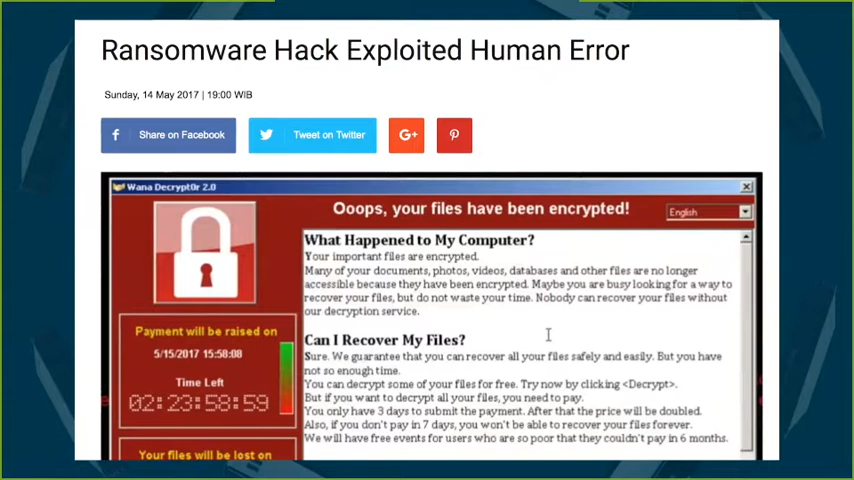 Ransomware Hack Exploited Human Error
Sunday, 14 May 2017 | 19:00 WIB
Share on Facebook
Tweet on Twitter
G+
Wana Decrypt0r 2.0
Ooops, your files have been encrypted!
English
What Happened to My Computer?
Your important files are encrypted.
Many of your documents, photos, videos, databases and other files are no longer
accessible because they have been encrypted. Maybe you are busy looking for a way to
recover your files, but do not waste your time. Nobody can recover your files without
our decryption service.
Can I Recover My Files?
Sure. We guarantee that you can recover all your files safely and easily. But you have
not so enough time.
You can decrypt some of your files for free. Try now by clicking <Decrypt>.
But if you want to decrypt all your files, you need to pay.
You only have 3 days to submit the payment. After that the price will be doubled.
Also, if you don't pay in 7 days, you won't be able to recover your files forever.
We will have free events for users who are so poor that they couldn't pay in 6 months.
Payment will be raised on
5/15/2017 15:58:08
Time Left
02:23:58:59
Your files will be lost on